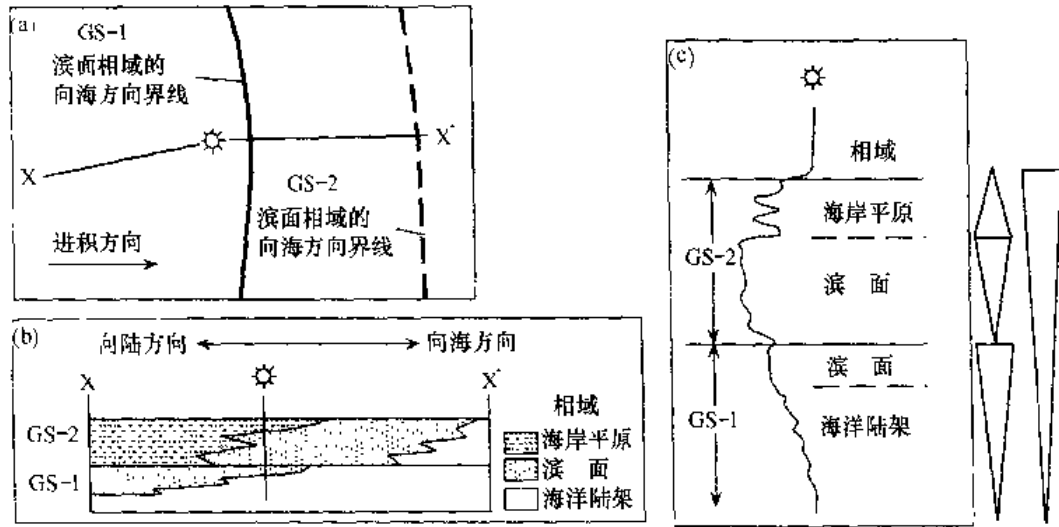 (a)
GS-1
滨面相域的
向海方向界线
X
X'
GS-2
滨面相域的
向海方向界线
进积方向
(b)
向陆方向
向海方向
X
X'
GS-2
GS-1
相域
海岸平原
滨 面
海洋陆架
(c)
相域
海岸平原
GS-2
滨 面
滨 面
GS-1
海洋陆架